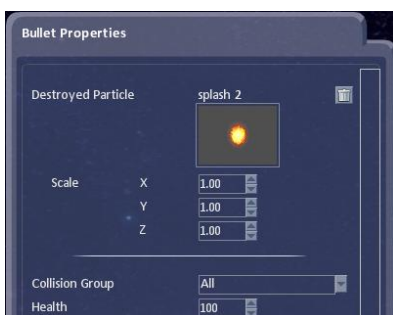 Bullet Properties
Destroyed Particle splash 2
Scale X 1.00
Y 1.00
Z 1.00
Collision Group All
Health 100